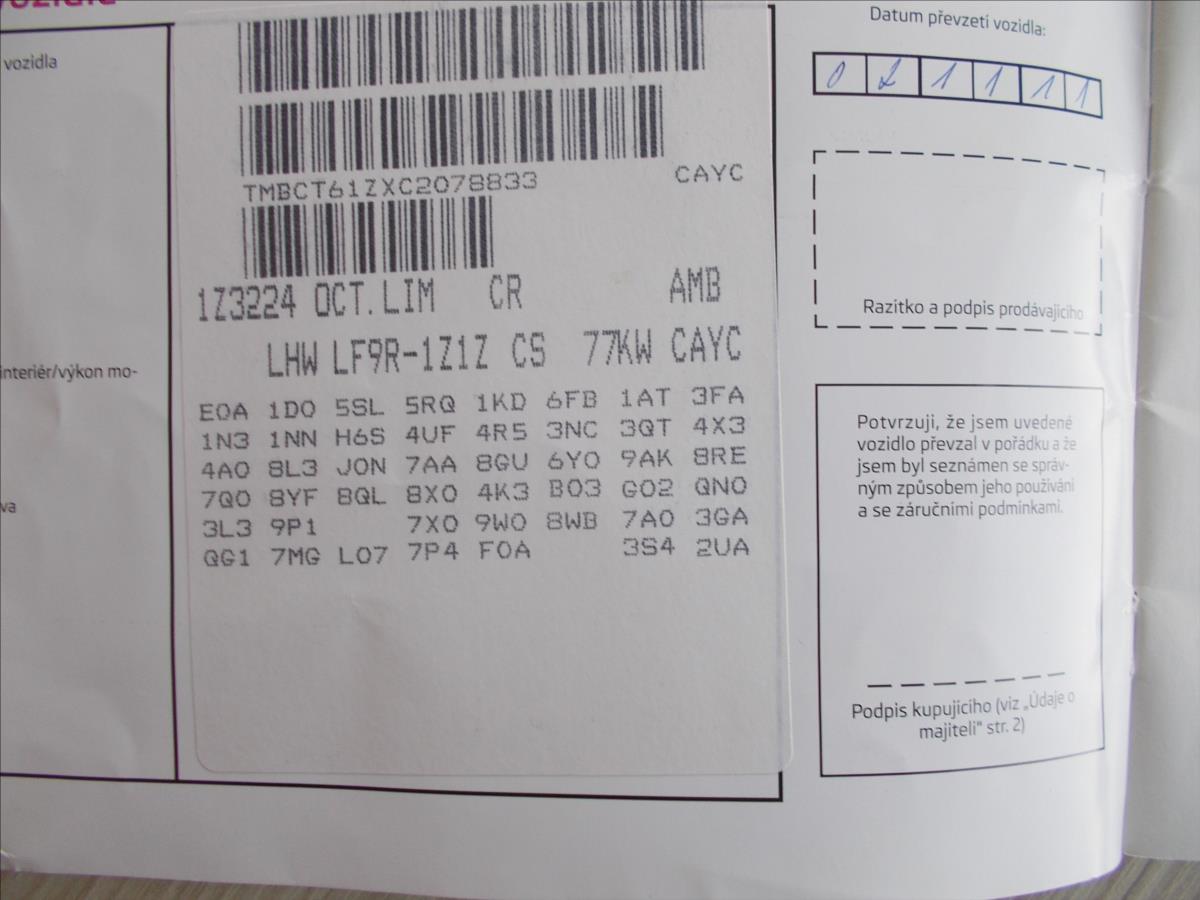 vozidla
TMBCT61ZXC2078833 CAYC
1Z3224 OCT.LIM CR AMB
LHW LF9R-1Z1Z CS 77KW CAYC
E0A 1D0 5SL 5RQ 1KD 6FB 1AT 3FA
1N3 1NN H6S 4UF 4R5 3NC 3QT 4X3
4A0 8L3 J0N 7AA 8GU 6Y0 9AK 8RE
7Q0 8YF 8QL 8X0 4K3 B03 G02 QN0
3L3 9P1 7X0 9W0 8WB 7A0 3GA
QG1 7MG L07 7P4 F0A 3S4 2UA
interiér/výkon mo-
va
Datum převzetí vozidla:
0 2 1 1 1 1
Razítko a podpis prodávajícího
Potvrzuji, že jsem uvedené
vozidlo převzal v pořádku a že
jsem byl seznámen se správ-
ným způsobem jeho používání
a se záručními podmínkami.
Podpis kupujícího (viz „Údaje o
majiteli" str. 2)